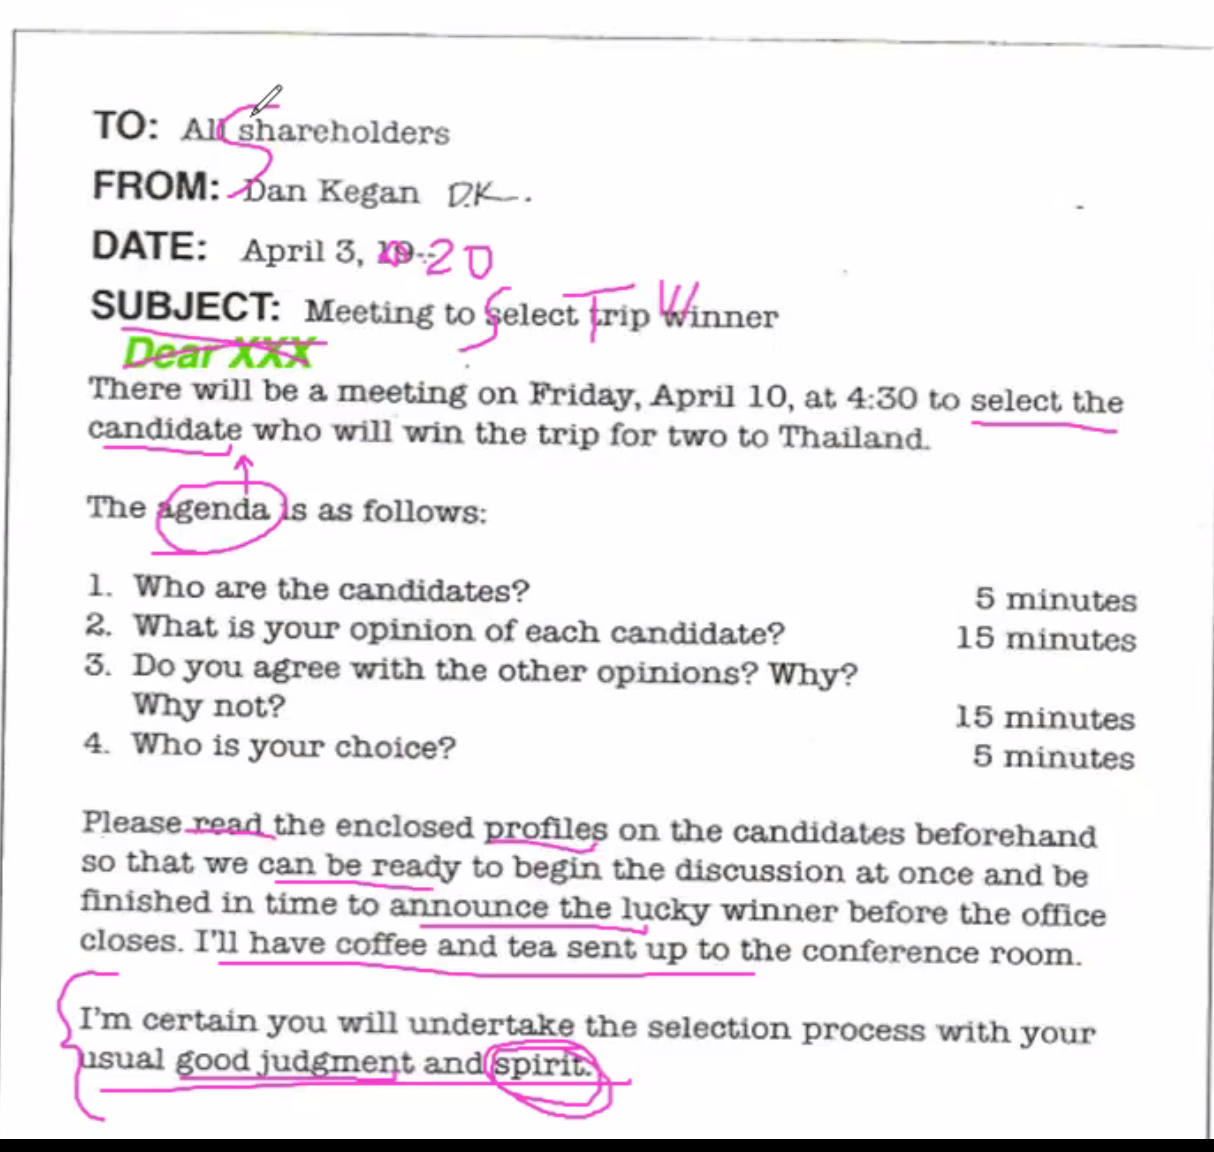 TO: All shareholders
FROM: Dan Kegan D.K.
DATE: April 3, 19-- 20
SUBJECT: Meeting to Select Trip Winner
Dear XXX
There will be a meeting on Friday, April 10, at 4:30 to select the
candidate who will win the trip for two to Thailand.
The agenda is as follows:
1. Who are the candidates? 5 minutes
2. What is your opinion of each candidate? 15 minutes
3. Do you agree with the other opinions? Why?
Why not? 15 minutes
4. Who is your choice? 5 minutes
Please read the enclosed profiles on the candidates beforehand
so that we can be ready to begin the discussion at once and be
finished in time to announce the lucky winner before the office
closes. I'll have coffee and tea sent up to the conference room.
I'm certain you will undertake the selection process with your
usual good judgment and spirit.